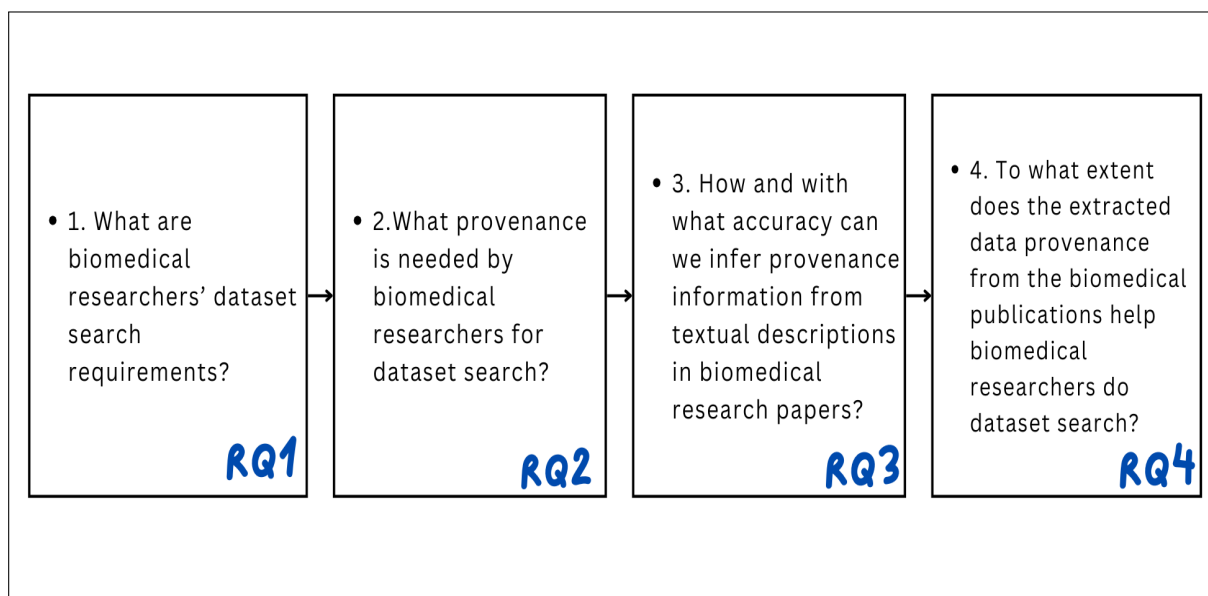 • 1. What are
biomedical
researchers’ dataset
search
requirements?
RQ1
• 2.What provenance
is needed by
biomedical
researchers for
dataset search?
RQ2
• 3. How and with
what accuracy can
we infer provenance
information from
textual descriptions
in biomedical
research papers?
RQ3
• 4. To what extent
does the extracted
data provenance
from the biomedical
publications help
biomedical
researchers do
dataset search?
RQ4